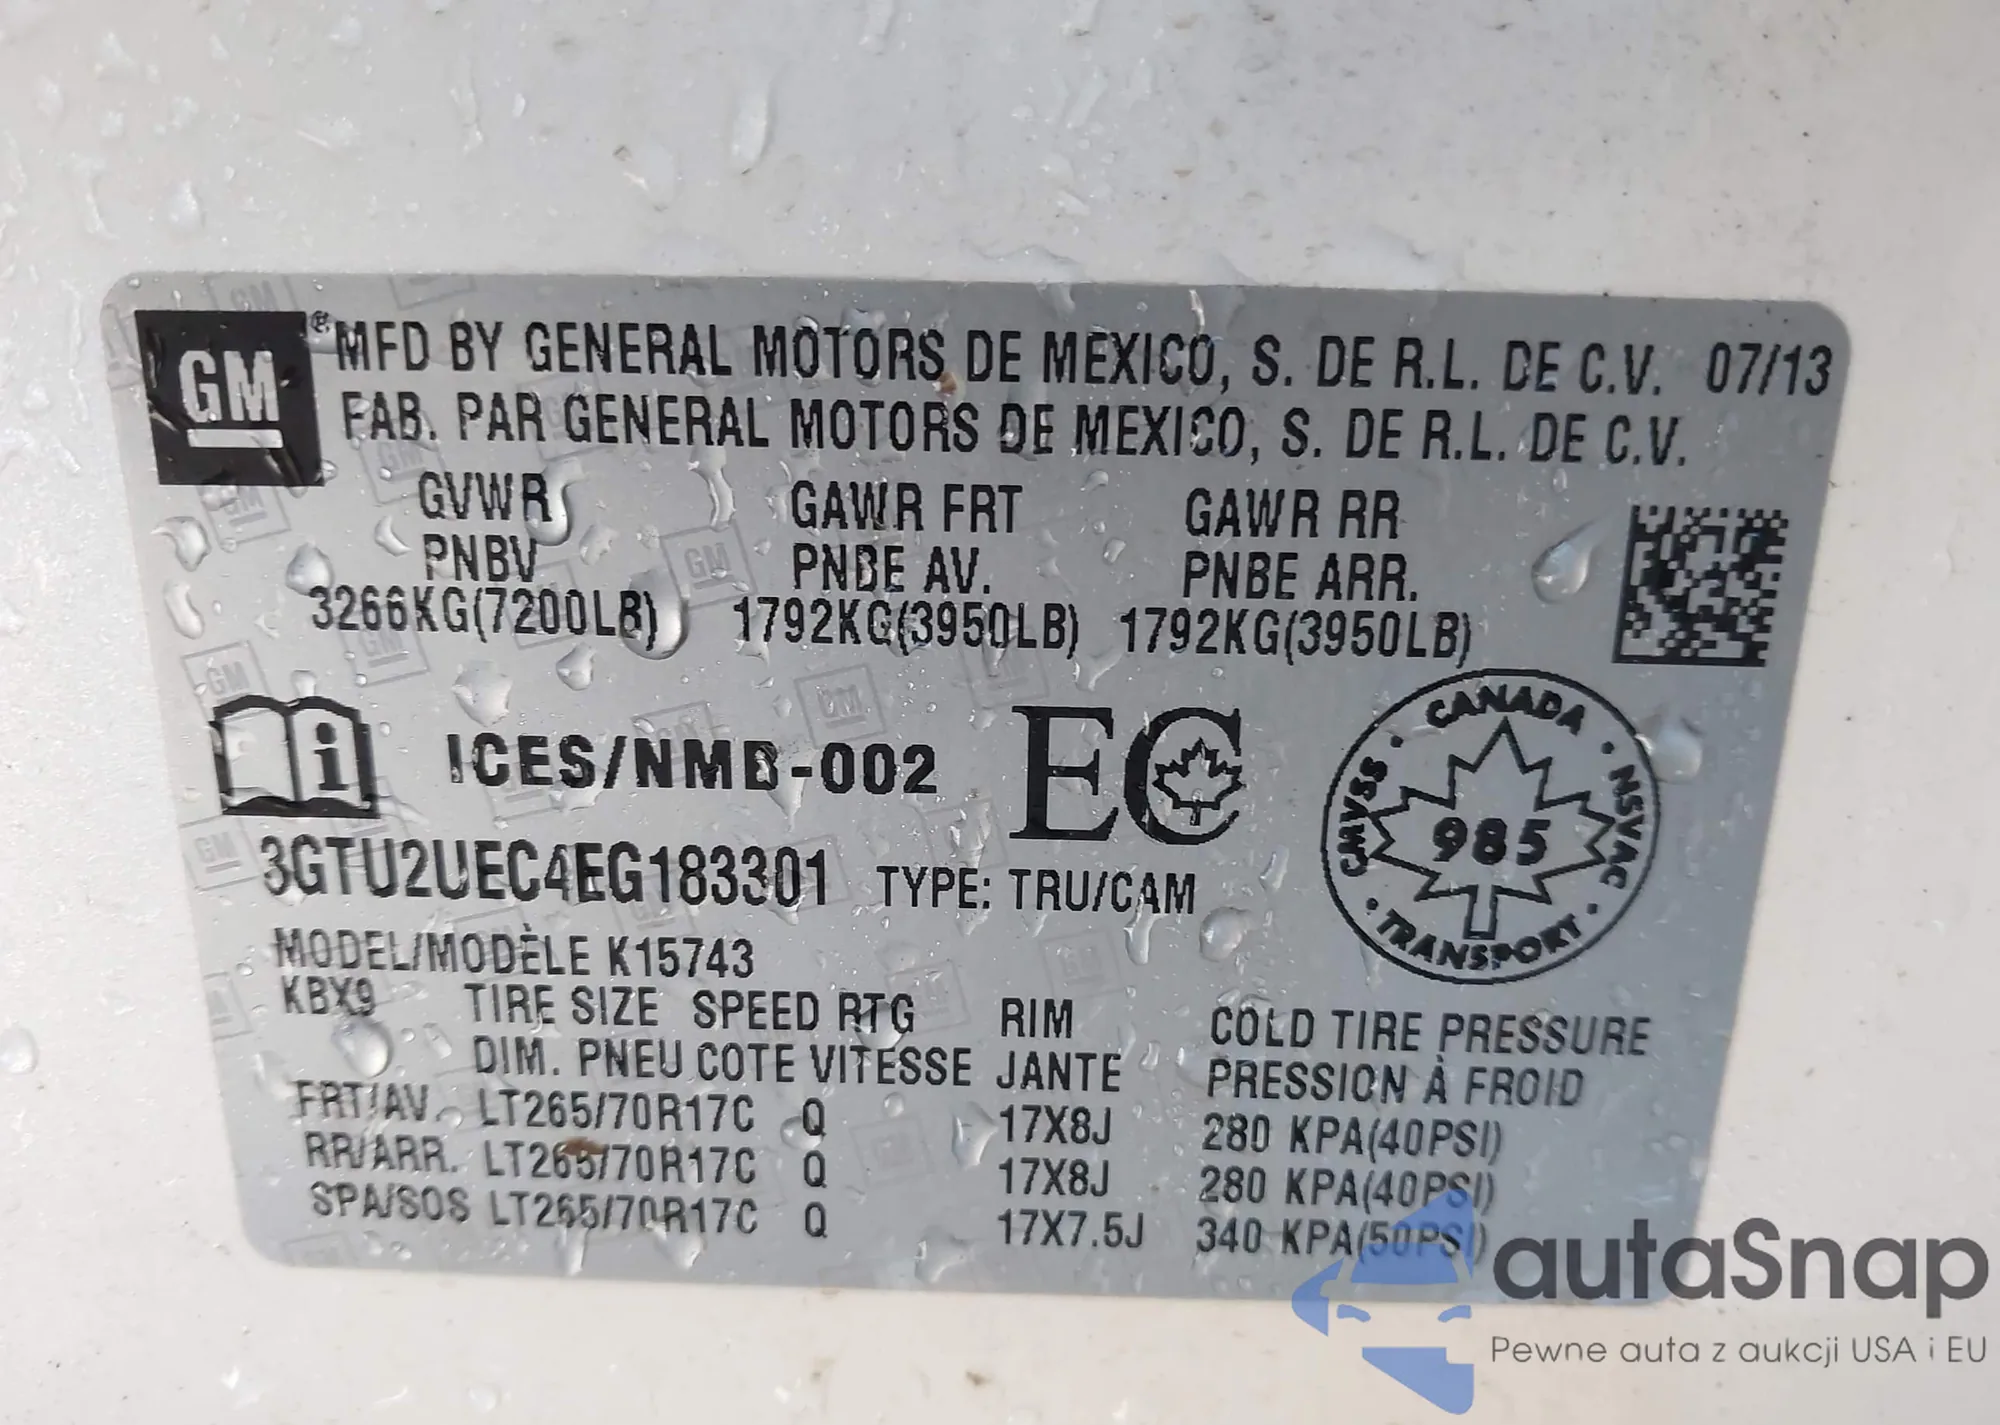 GM ® MFD BY GENERAL MOTORS DE MEXICO, S. DE R.L. DE C.V. 07/13
FAB. PAR GENERAL MOTORS DE MEXICO, S. DE R.L. DE C.V.
GVWR GAWR FRT GAWR RR
PNBV PNBE AV. PNBE ARR.
3266KG(7200LB) 1792KG(3950LB) 1792KG(3950LB)
i ICES/NMB-002 EC
CANADA
CMVSS · NSVAC
985
· TRANSPORT ·
3GTU2UEC4EG183301 TYPE: TRU/CAM
MODEL/MODÈLE K15743
KBX9 TIRE SIZE SPEED RTG RIM COLD TIRE PRESSURE
DIM. PNEU COTE VITESSE JANTE PRESSION À FROID
FRT/AV. LT265/70R17C Q 17X8J 280 KPA(40PSI)
RR/ARR. LT265/70R17C Q 17X8J 280 KPA(40PSI)
SPA/SOS LT265/70R17C Q 17X7.5J 340 KPA(50PSI)
autaSnap
Pewne auta z aukcji USA i EU